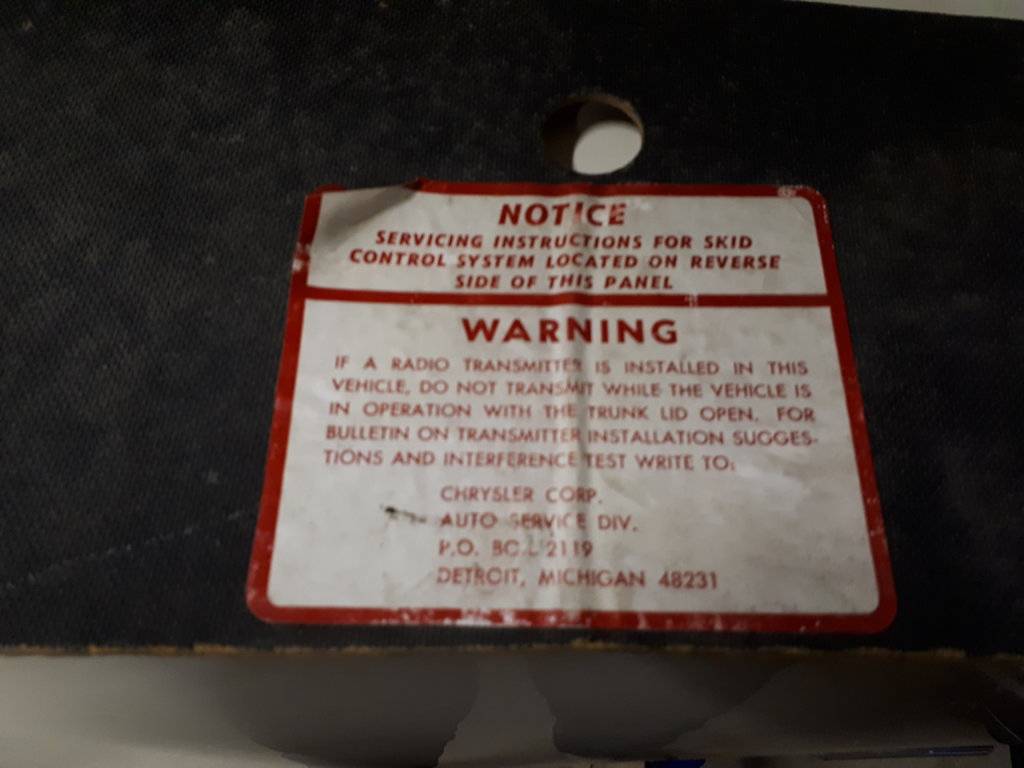 NOTICE
SERVICING INSTRUCTIONS FOR SKID
CONTROL SYSTEM LOCATED ON REVERSE
SIDE OF THIS PANEL
WARNING
IF A RADIO TRANSMITTER IS INSTALLED IN THIS
VEHICLE, DO NOT TRANSMIT WHILE THE VEHICLE IS
IN OPERATION WITH THE TRUNK LID OPEN. FOR
BULLETIN ON TRANSMITTER INSTALLATION SUGGES-
TIONS AND INTERFERENCE TEST WRITE TO:
CHRYSLER CORP.
AUTO SERVICE DIV.
P.O. BOX 2119
DETROIT, MICHIGAN 48231